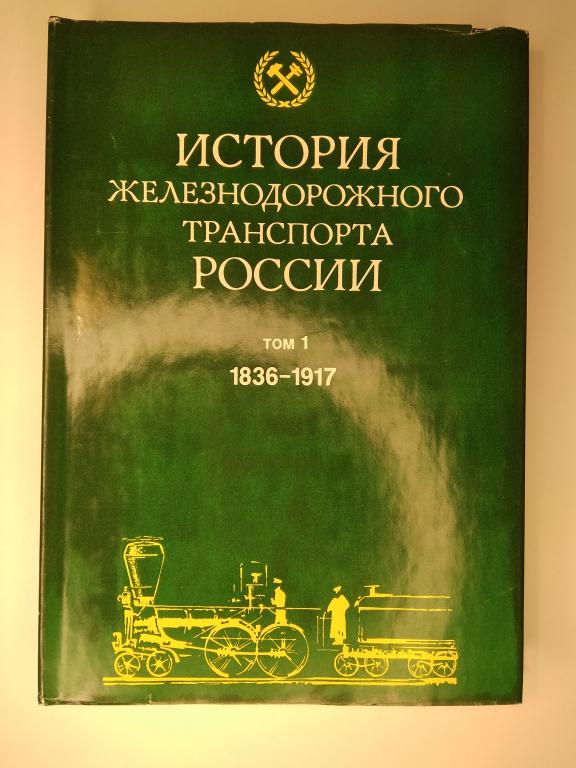 ИСТОРИЯ
ЖЕЛЕЗНОДОРОЖНОГО
ТРАНСПОРТА
РОССИИ
ТОМ 1
1836-1917